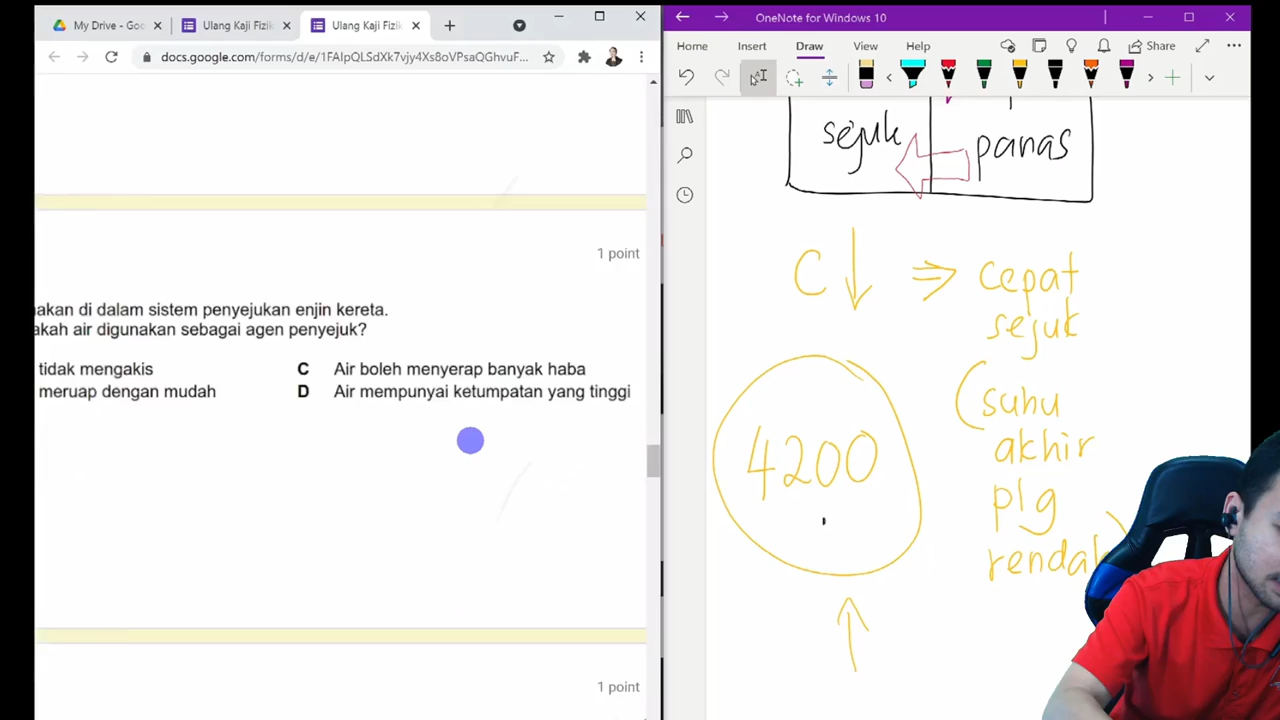 My Drive - Goo
Ulang Kaji Fizik
Ulang Kaji Fizik
docs.google.com/forms/d/e/1FAIpQLSdXk7vjy4Xs8oVPsaQGhvuF...
1 point
akan di dalam sistem penyejukan enjin kereta.
akah air digunakan sebagai agen penyejuk?
tidak mengakis
C Air boleh menyerap banyak haba
meruap dengan mudah
D Air mempunyai ketumpatan yang tinggi
1 point
OneNote for Windows 10
Home Insert Draw View Help Share
sejuk
panas
C ↓ ⇒ cepat
sejuk
4200
(suhu
akhir
plg
rendah)